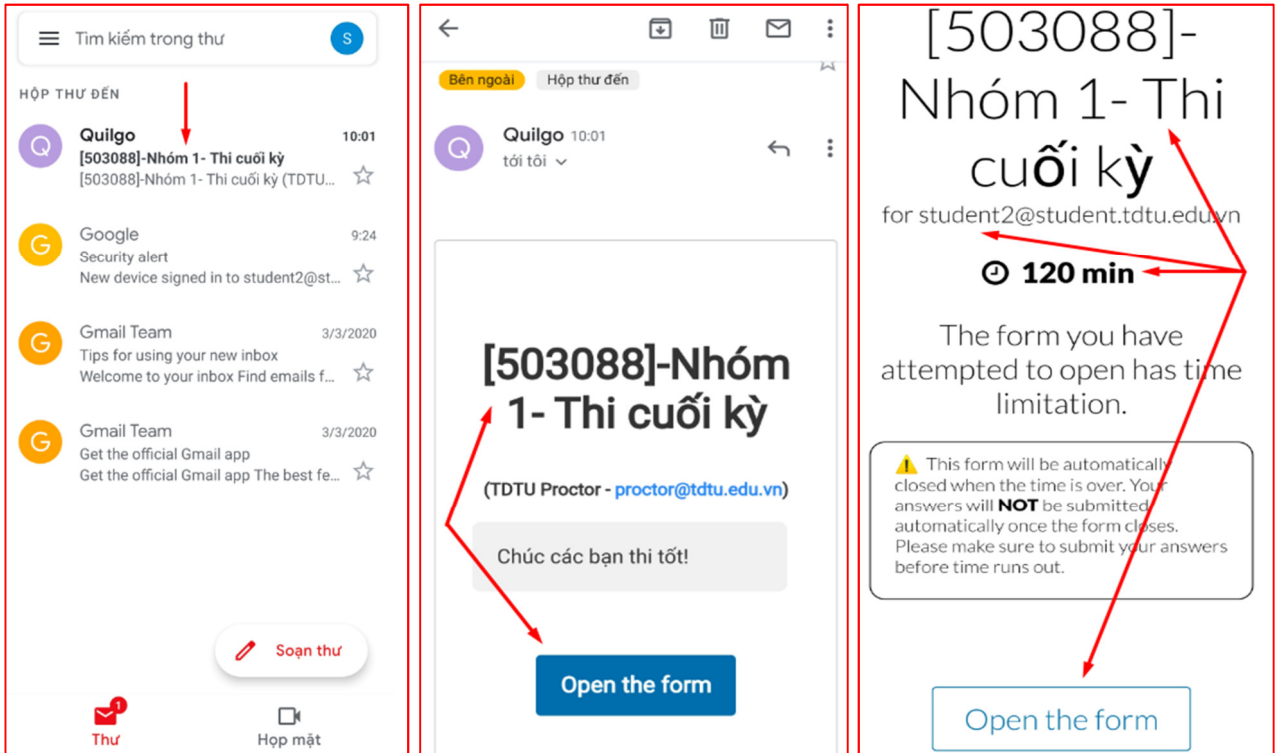 Tìm kiếm trong thư
S
HỘP THƯ ĐẾN
Q
Quilgo
10:01
[503088]-Nhóm 1- Thi cuối kỳ
[503088]-Nhóm 1- Thi cuối kỳ (TDTU...
G
Google
9:24
Security alert
New device signed in to student2@st...
G
Gmail Team
3/3/2020
Tips for using your new inbox
Welcome to your inbox Find emails f...
G
Gmail Team
3/3/2020
Get the official Gmail app
Get the official Gmail app The best fe...
Soạn thư
1
Thư
Họp mặt
Bên ngoài
Hộp thư đến
Q
Quilgo 10:01
tới tôi
[503088]-Nhóm
1- Thi cuối kỳ
(TDTU Proctor - proctor@tdtu.edu.vn)
Chúc các bạn thi tốt!
Open the form
[503088]-
Nhóm 1- Thi
cuối kỳ
for student2@student.tdtu.edu.vn
120 min
The form you have
attempted to open has time
limitation.
This form will be automatically
closed when the time is over. Your
answers will NOT be submitted
automatically once the form closes.
Please make sure to submit your answers
before time runs out.
Open the form